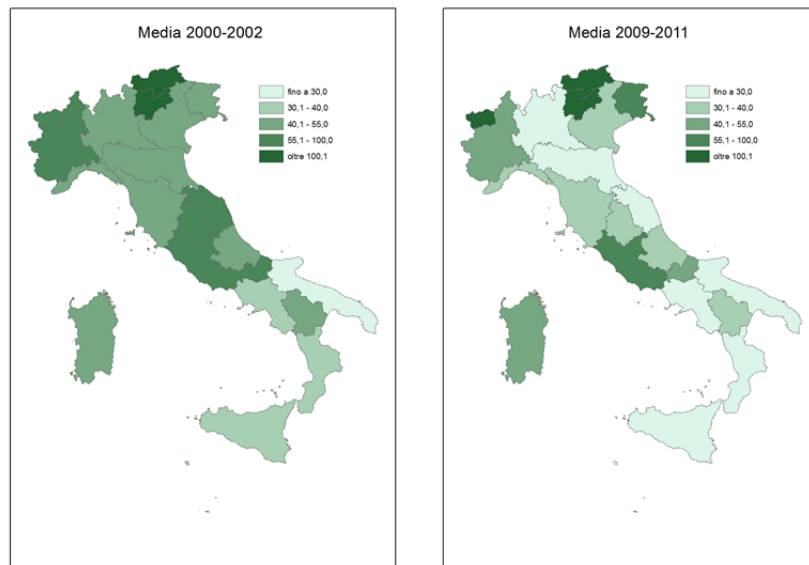 Media 2000-2002
fino a 30,0
30,1 - 40,0
40,1 - 55,0
55,1 - 100,0
oltre 100,1
Media 2009-2011
fino a 30,0
30,1 - 40,0
40,1 - 55,0
55,1 - 100,0
oltre 100,1